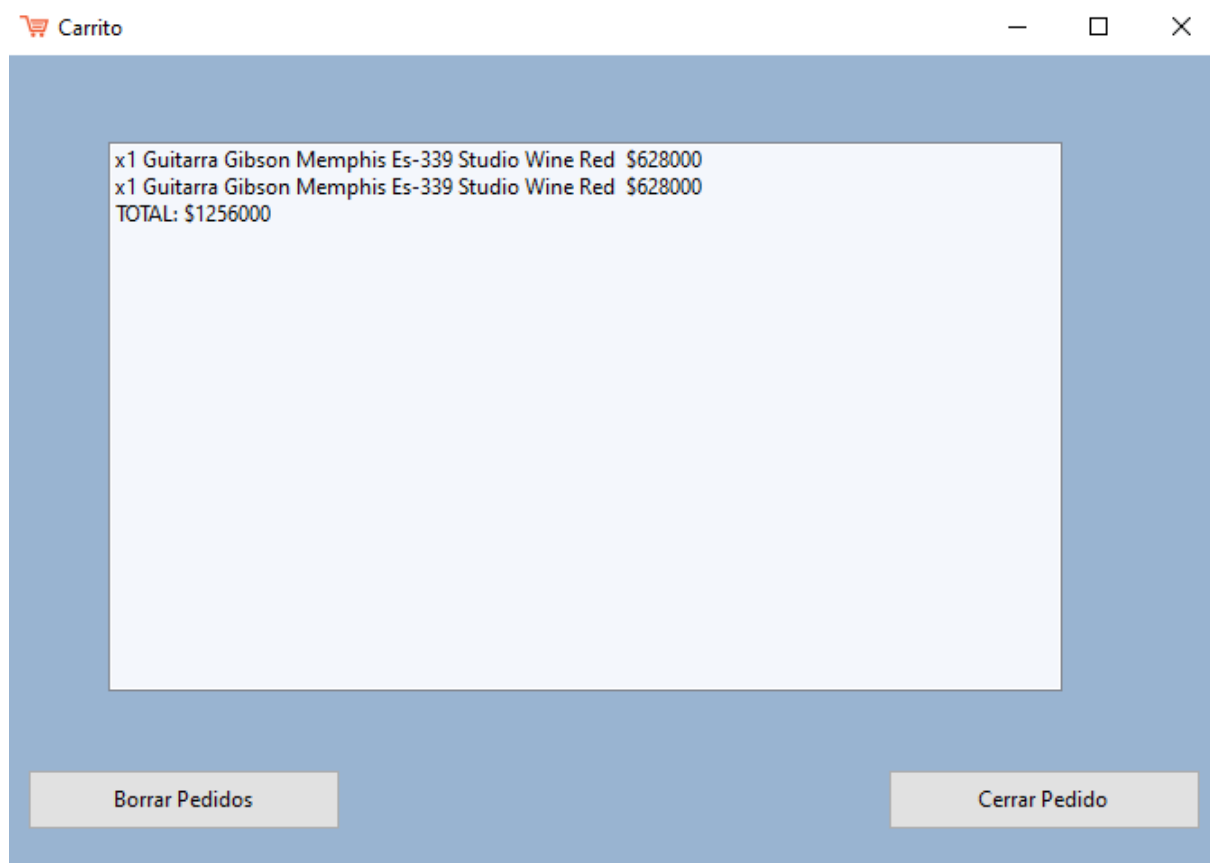 Carrito
x1 Guitarra Gibson Memphis Es-339 Studio Wine Red  $628000
x1 Guitarra Gibson Memphis Es-339 Studio Wine Red  $628000
TOTAL: $1256000
Borrar Pedidos
Cerrar Pedido